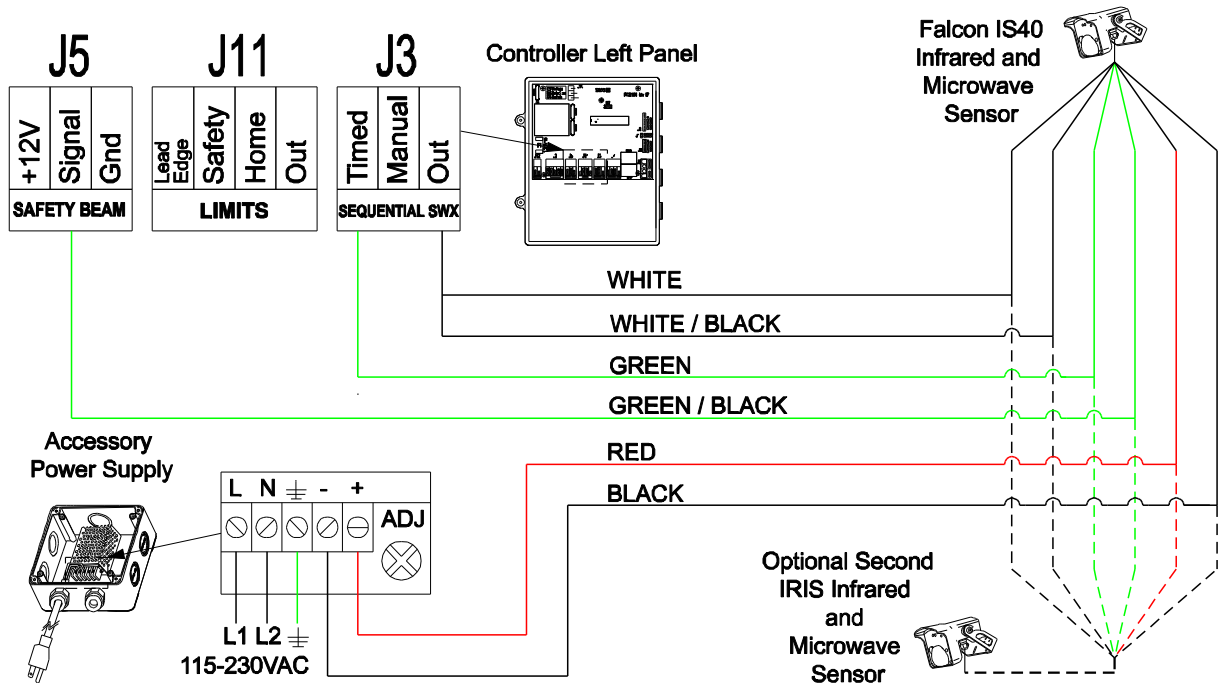 J5
+12V
Signal
Gnd
SAFETY BEAM
J11
Lead
Edge
Safety
Home
Out
LIMITS
J3
Timed
Manual
Out
SEQUENTIAL SWX
Controller Left Panel
Falcon IS40
Infrared and
Microwave
Sensor
WHITE
WHITE / BLACK
GREEN
GREEN / BLACK
RED
BLACK
Accessory
Power Supply
L N - +
ADJ
L1 L2
115-230VAC
Optional Second
IRIS Infrared
and
Microwave
Sensor